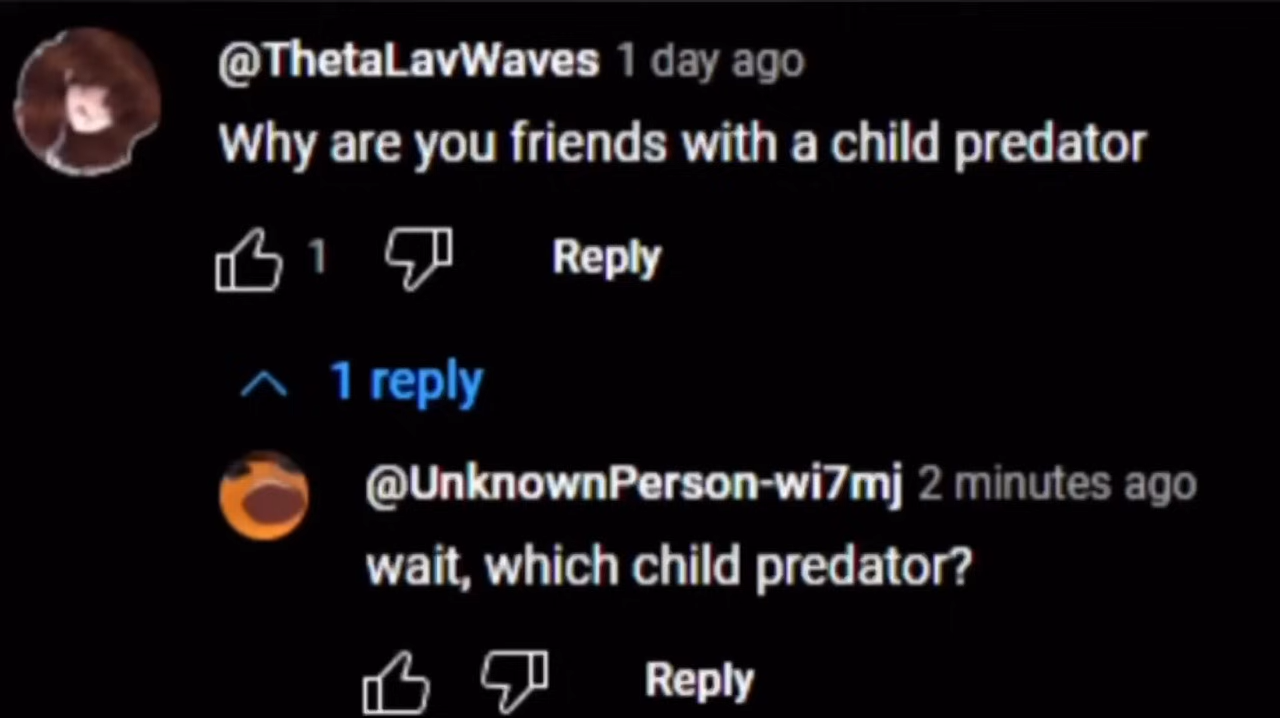 @ThetaLavWaves 1 day ago
Why are you friends with a child predator
1 Reply
1 reply
@UnknownPerson-wi7mj 2 minutes ago
wait, which child predator?
Reply